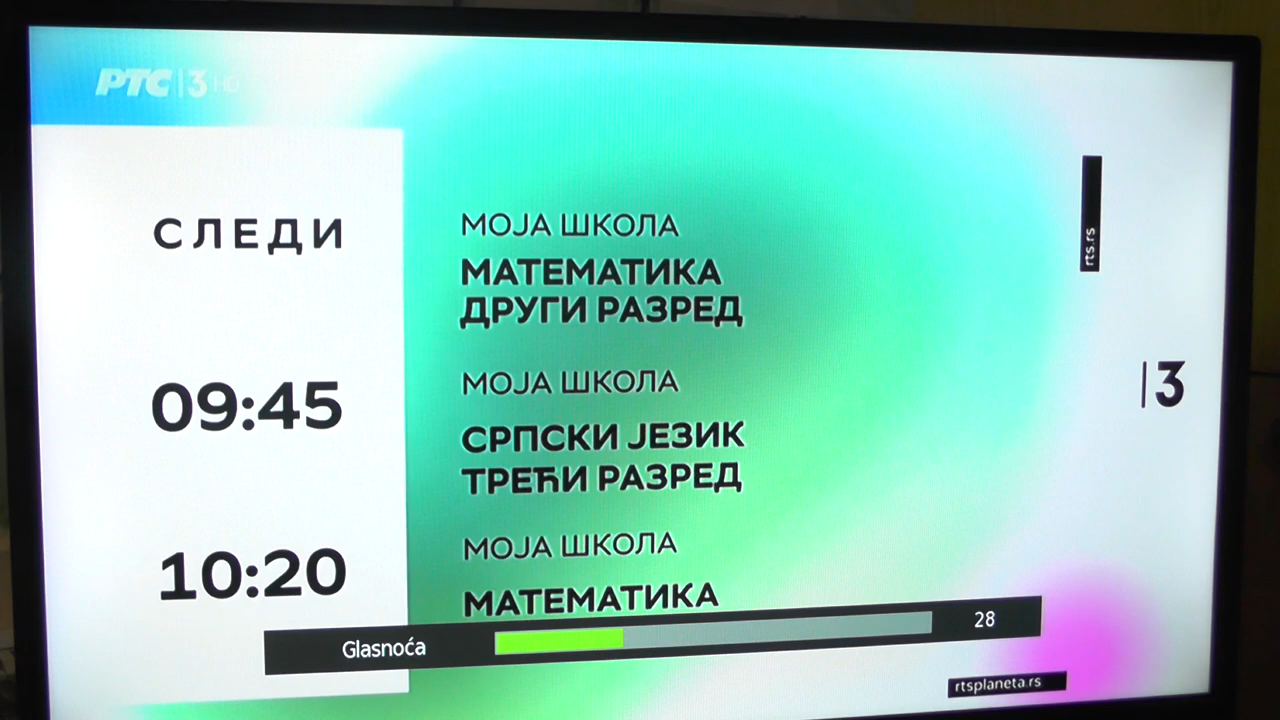 РТС|3 HD
СЛЕДИ
МОЈА ШКОЛА
МАТЕМАТИКА
ДРУГИ РАЗРЕД
09:45
МОЈА ШКОЛА
СРПСКИ ЈЕЗИК
ТРЕЋИ РАЗРЕД
10:20
МОЈА ШКОЛА
МАТЕМАТИКА
rts.rs
|3
Glasnoća 28
rtsplaneta.rs